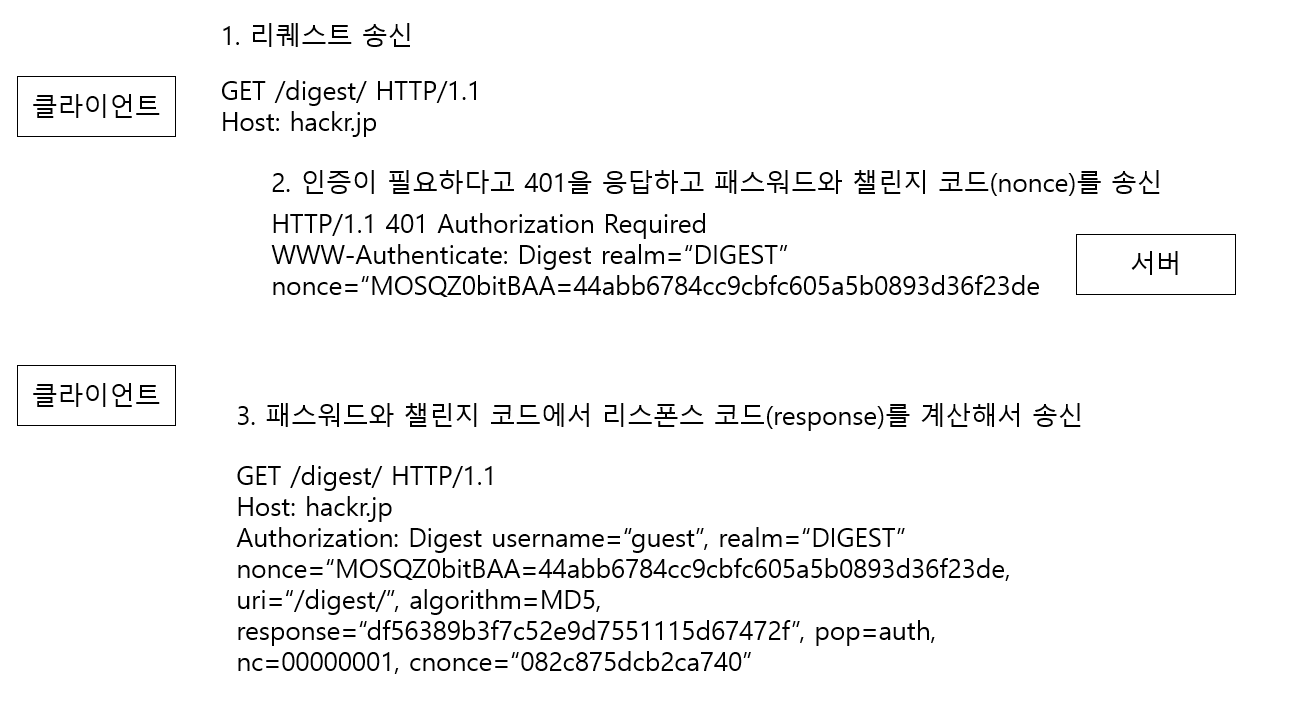 1. 리퀘스트 송신
클라이언트
GET /digest/ HTTP/1.1
Host: hackr.jp
2. 인증이 필요하다고 401을 응답하고 패스워드와 챌린지 코드(nonce)를 송신
HTTP/1.1 401 Authorization Required
WWW-Authenticate: Digest realm=“DIGEST”
nonce=“MOSQZ0bitBAA=44abb6784cc9cbfc605a5b0893d36f23de
서버
클라이언트
3. 패스워드와 챌린지 코드에서 리스폰스 코드(response)를 계산해서 송신
GET /digest/ HTTP/1.1
Host: hackr.jp
Authorization: Digest username=“guest”, realm=“DIGEST”
nonce=“MOSQZ0bitBAA=44abb6784cc9cbfc605a5b0893d36f23de,
uri=“/digest/”, algorithm=MD5,
response=“df56389b3f7c52e9d7551115d67472f”, pop=auth,
nc=00000001, cnonce=“082c875dcb2ca740”